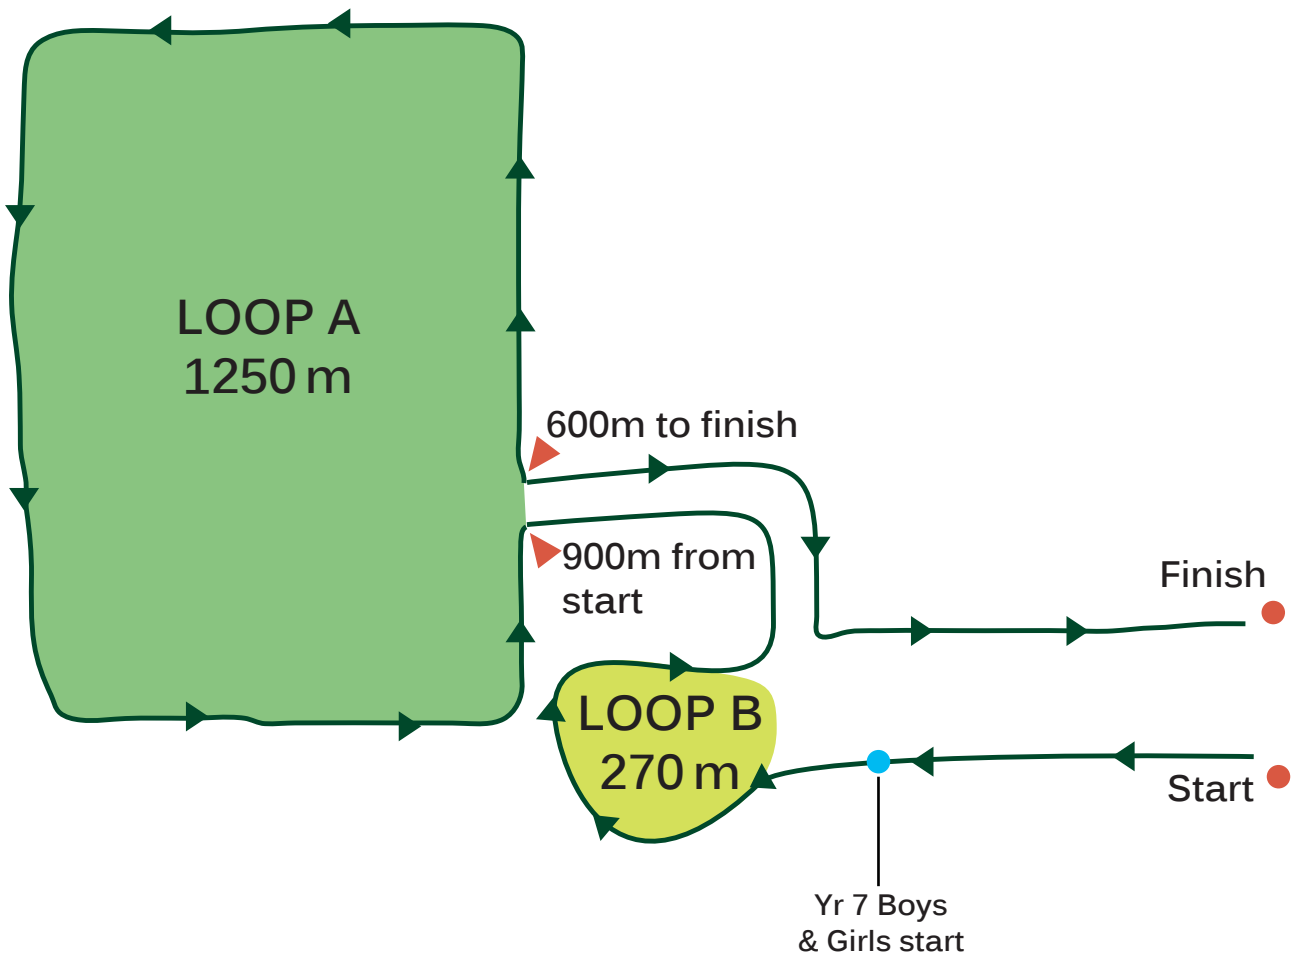 LOOP A
1250 m
600m to finish
900m from
start
Finish
LOOP B
270 m
Start
Yr 7 Boys
& Girls start